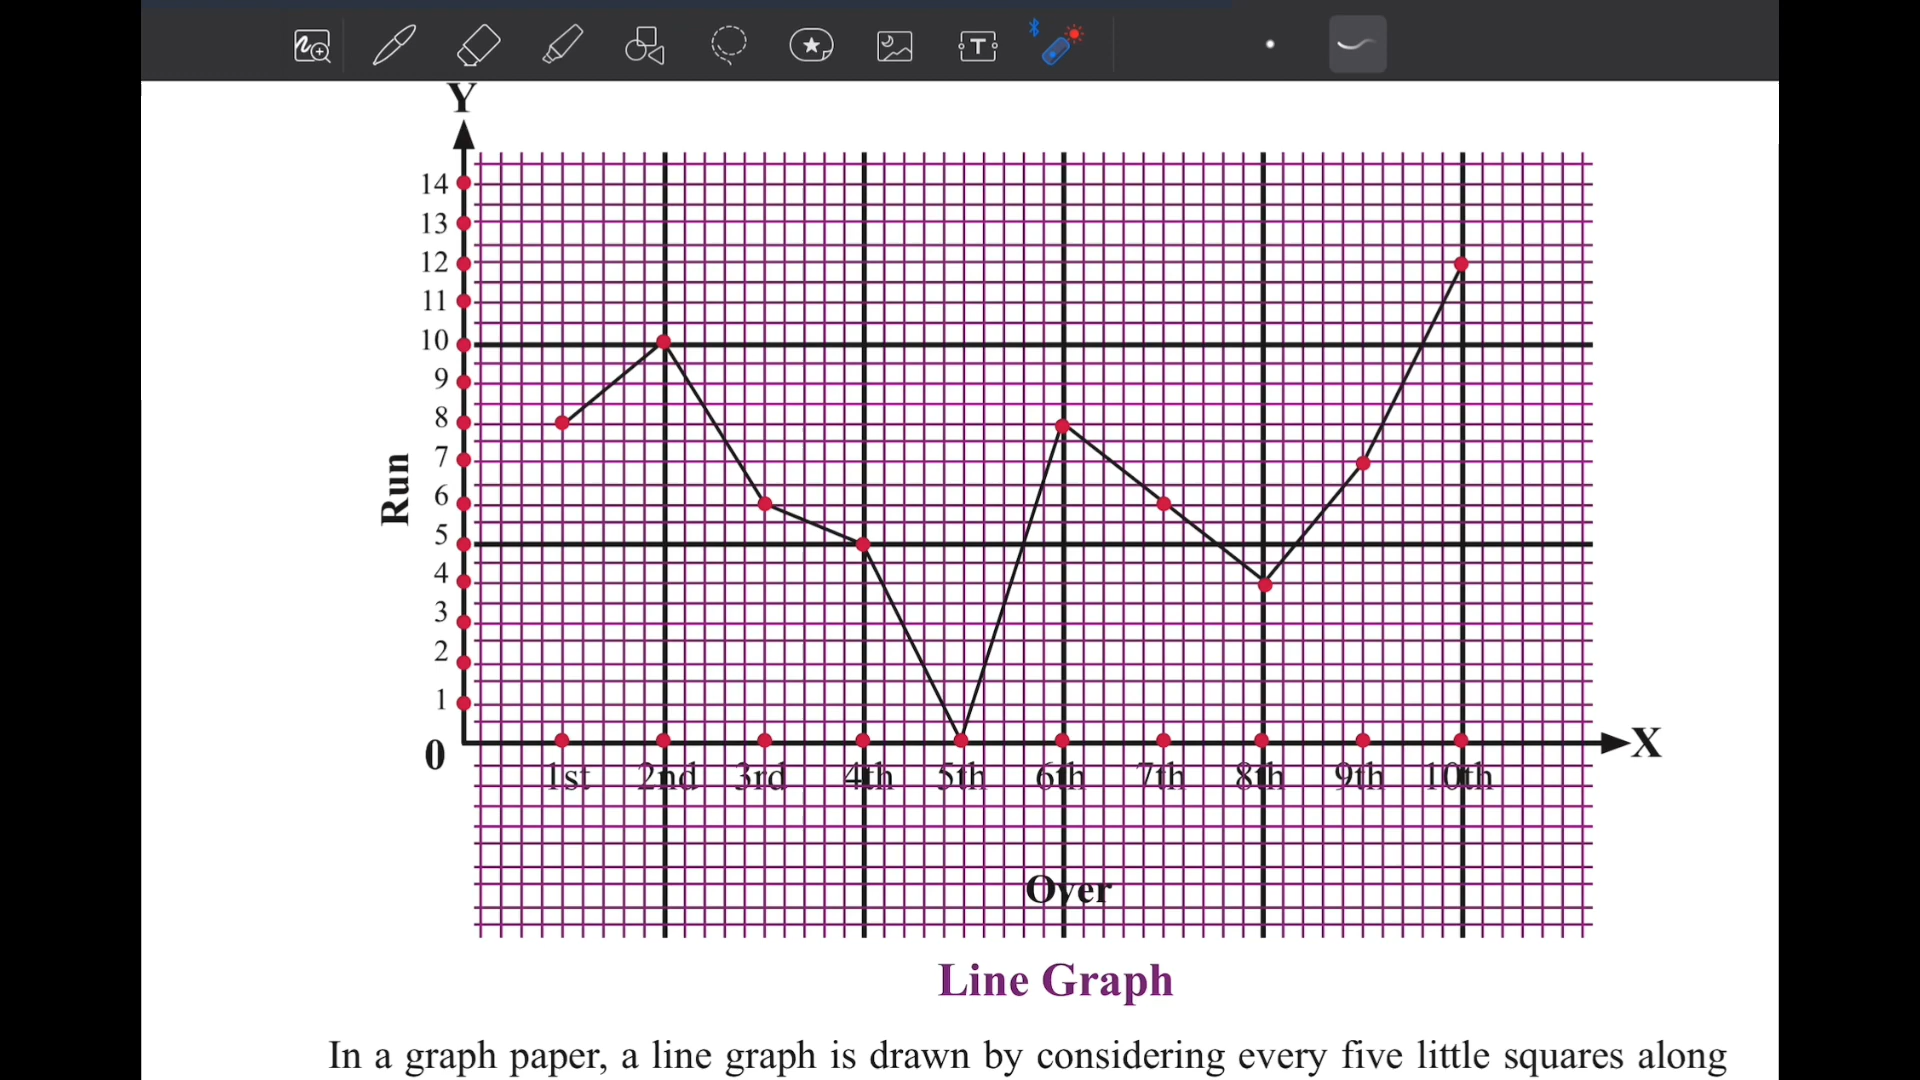 Y
14
13
12
11
10
9
8
7
6
5
4
3
2
1
0
Run
X
1st 2nd 3rd 4th 5th 6th 7th 8th 9th 10th
Over
Line Graph
In a graph paper, a line graph is drawn by considering every five little squares along